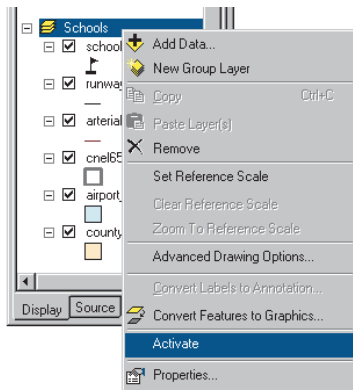 Schools
school
runway
arterial
cnel65
airport_
county
Display
Source
Add Data...
New Group Layer
Copy Ctrl+C
Paste Layer(s)
Remove
Set Reference Scale
Clear Reference Scale
Zoom To Reference Scale
Advanced Drawing Options...
Convert Labels to Annotation...
Convert Features to Graphics...
Activate
Properties...